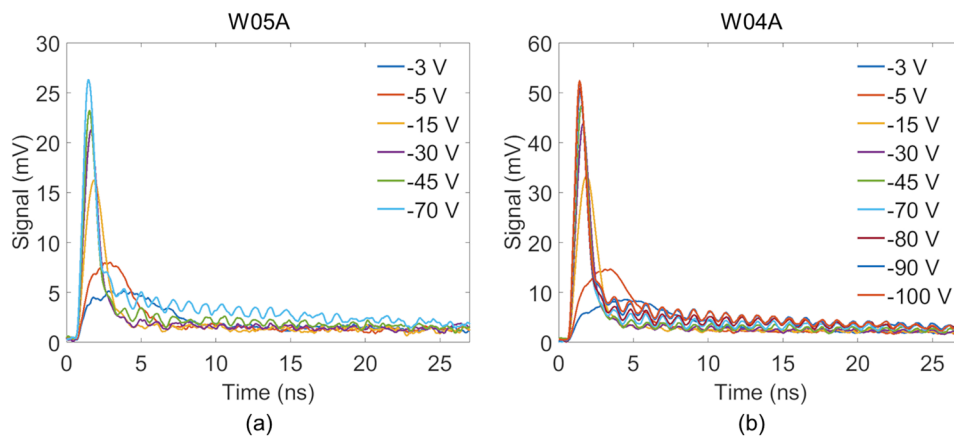 W05A
30
25
20
15
10
5
0
Signal (mV)
0 5 10 15 20 25
Time (ns)
-3 V
-5 V
-15 V
-30 V
-45 V
-70 V
(a)
W04A
60
50
40
30
20
10
0
Signal (mV)
0 5 10 15 20 25
Time (ns)
-3 V
-5 V
-15 V
-30 V
-45 V
-70 V
-80 V
-90 V
-100 V
(b)